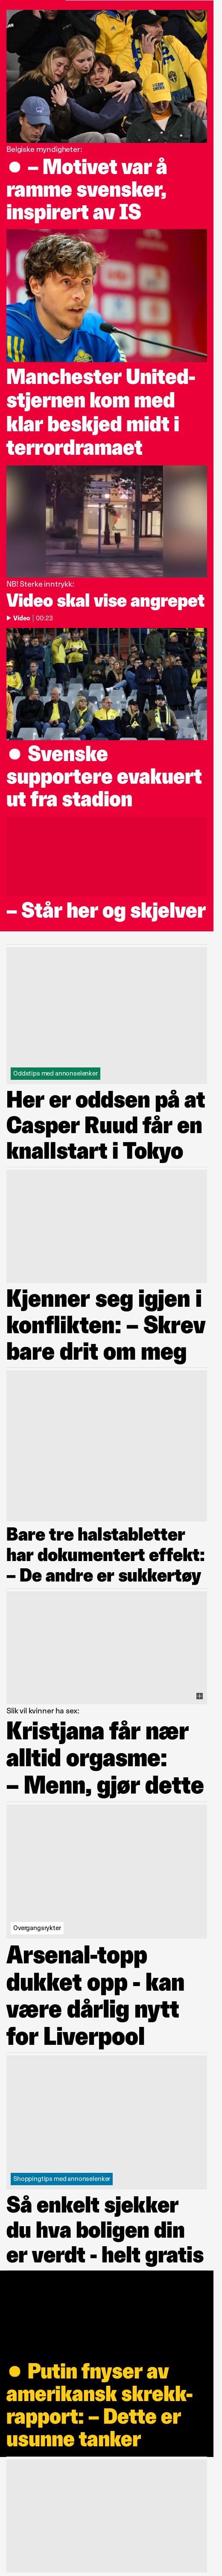 Belgiske myndigheter:
● – Motivet var å
ramme svensker,
inspirert av IS
Manchester United-
stjernen kom med
klar beskjed midt i
terrordramaet
NB! Sterke inntrykk:
Video skal vise angrepet
Video | 00:23
● Svenske
supportere evakuert
ut fra stadion
– Står her og skjelver
Oddstips med annonselenker
Her er oddsen på at
Casper Ruud får en
knallstart i Tokyo
Kjenner seg igjen i
konflikten: – Skrev
bare drit om meg
Bare tre halstabletter
har dokumentert effekt:
– De andre er sukkertøy
Slik vil kvinner ha sex:
Kristjana får nær
alltid orgasme:
– Menn, gjør dette
Overgangsrykter
Arsenal-topp
dukket opp - kan
være dårlig nytt
for Liverpool
Shoppingtips med annonselenker
Så enkelt sjekker
du hva boligen din
er verdt - helt gratis
● Putin fnyser av
amerikansk skrekk-
rapport: – Dette er
usunne tanker